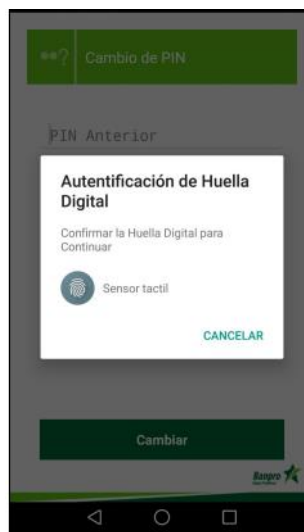 **? Cambio de PIN
PIN Anterior
Autentificación de Huella
Digital
Confirmar la Huella Digital para
Continuar
Sensor tactil
CANCELAR
Cambiar
Banpro